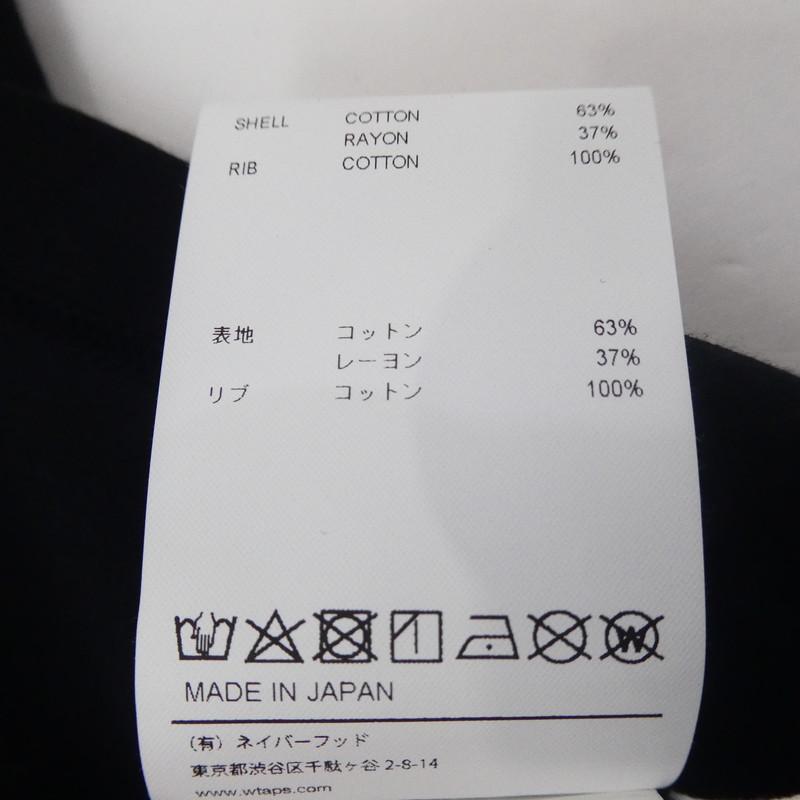 SHELL COTTON 63%
RAYON 37%
RIB COTTON 100%
表地 コットン 63%
レーヨン 37%
リブ コットン 100%
MADE IN JAPAN
(有) ネイバーフッド
東京都渋谷区千駄ヶ谷 2-8-14
www.wtaps.com